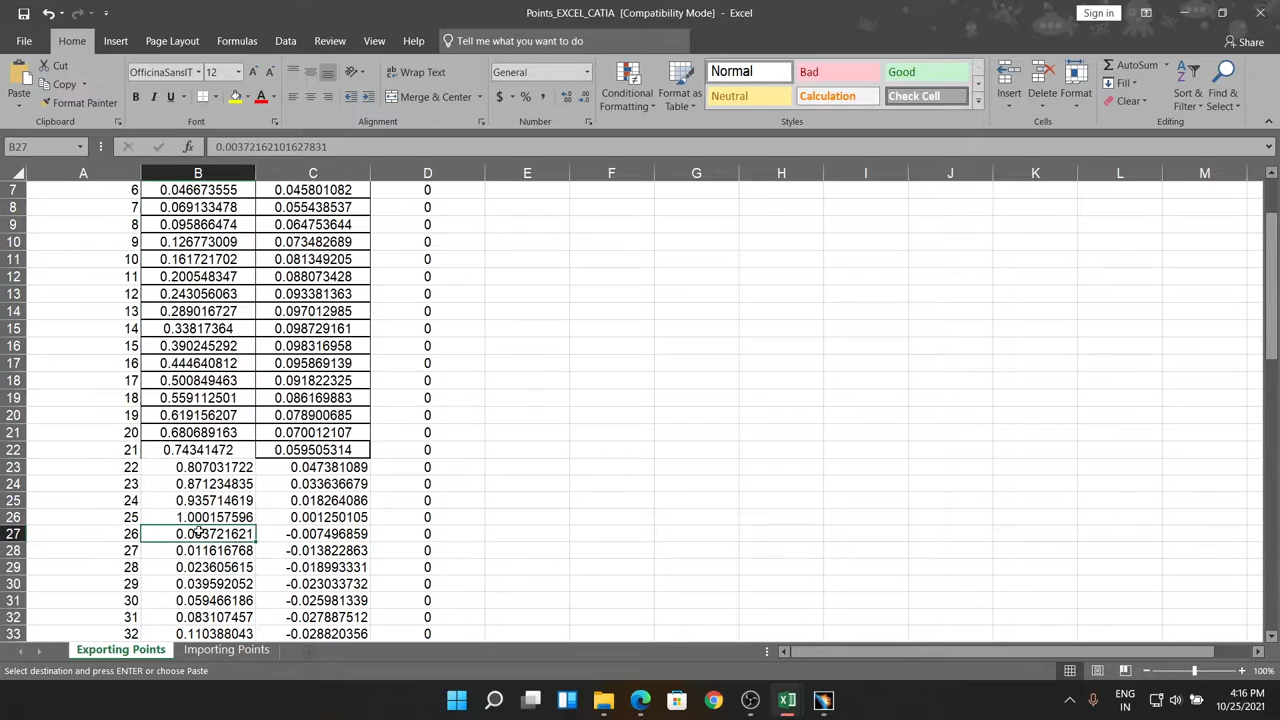 Points_EXCEL_CATIA [Compatibility Mode] - Excel
Sign in
File Home Insert Page Layout Formulas Data Review View Help Tell me what you want to do
Share
Paste
Cut
Copy
Format Painter
Clipboard
OfficinaSansIT 12
B I U
Font
Wrap Text
Merge & Center
Alignment
General
$ % ,
Number
Conditional Formatting
Format as Table
Normal Bad Good
Neutral Calculation Check Cell
Styles
Insert Delete Format
Cells
AutoSum
Fill
Clear
Sort & Filter
Find & Select
Editing
B27 fx 0.00372162101627831
A B C D E F G H I J K L M
7 6 0.046673555 0.045801082 0
8 7 0.069133478 0.055438537 0
9 8 0.095866474 0.064753644 0
10 9 0.126773009 0.073482689 0
11 10 0.161721702 0.081349205 0
12 11 0.200548347 0.088073428 0
13 12 0.243056063 0.093381363 0
14 13 0.289016727 0.097012985 0
15 14 0.33817364 0.098729161 0
16 15 0.390245292 0.098316958 0
17 16 0.444640812 0.095869139 0
18 17 0.500849463 0.091822325 0
19 18 0.559112501 0.086169883 0
20 19 0.619156207 0.078900685 0
21 20 0.680689163 0.070012107 0
22 21 0.74341472 0.059505314 0
23 22 0.807031722 0.047381089 0
24 23 0.871234835 0.033636679 0
25 24 0.935714619 0.018264086 0
26 25 1.000157596 0.001250105 0
27 26 0.003721621 -0.007496859 0
28 27 0.011616768 -0.013822863 0
29 28 0.023605615 -0.018993331 0
30 29 0.039592052 -0.023033732 0
31 30 0.059466186 -0.025981339 0
32 31 0.083107457 -0.027887512 0
33 32 0.110388043 -0.028820356 0
Exporting Points Importing Points
Select destination and press ENTER or choose Paste
100%
ENG
IN
4:16 PM
10/25/2021